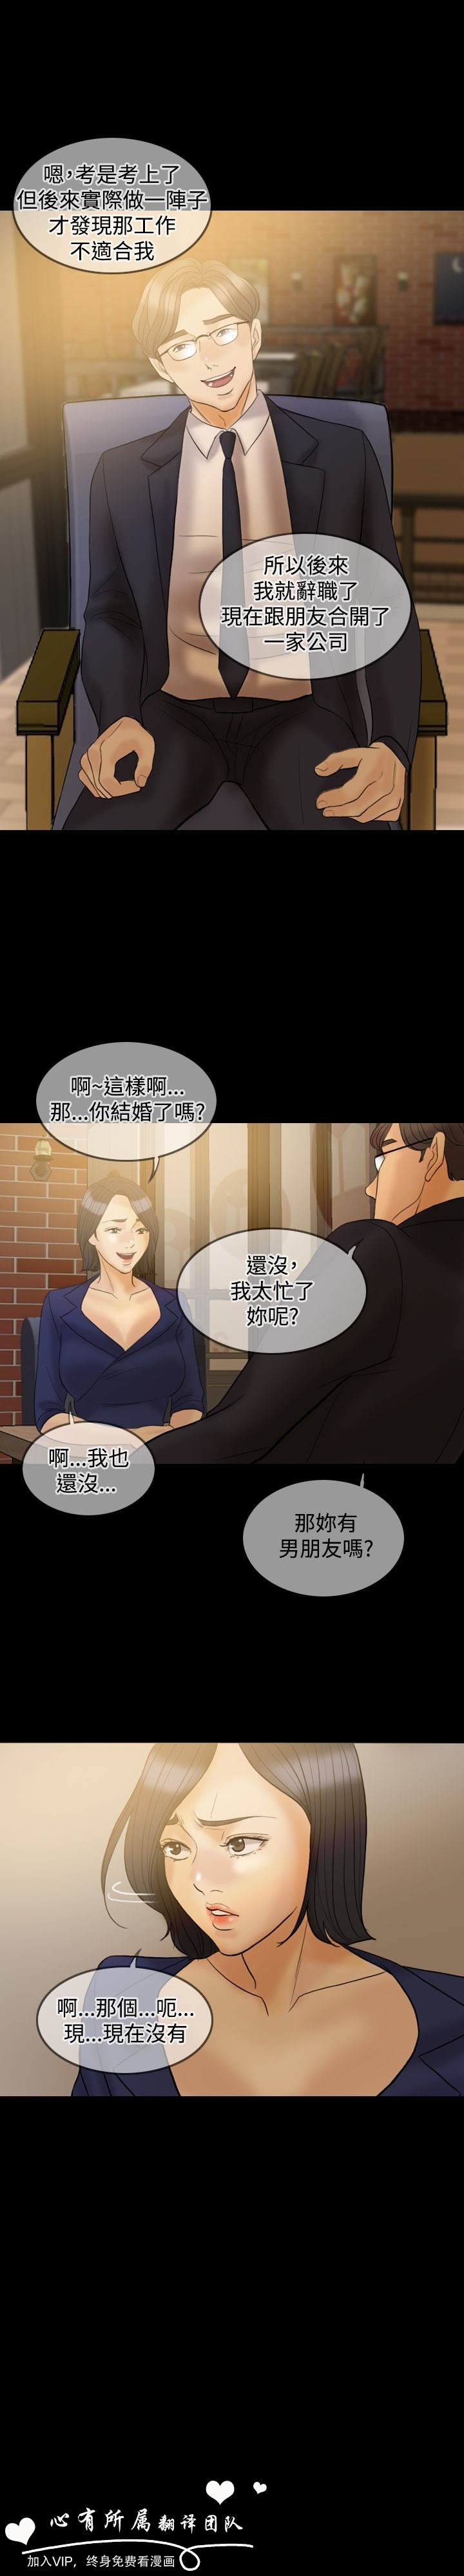 嗯，考是考上了
但後來實際做一陣子
才發現那工作
不適合我
所以後來
我就辭職了
現在跟朋友合開了
一家公司
啊~這樣啊...
那...你結婚了嗎?
還沒，
我太忙了
妳呢?
啊...我也
還沒...
那妳有
男朋友嗎?
啊...那個...呃...
現...現在沒有
心有所属翻译团队
加入VIP，终身免费看漫画